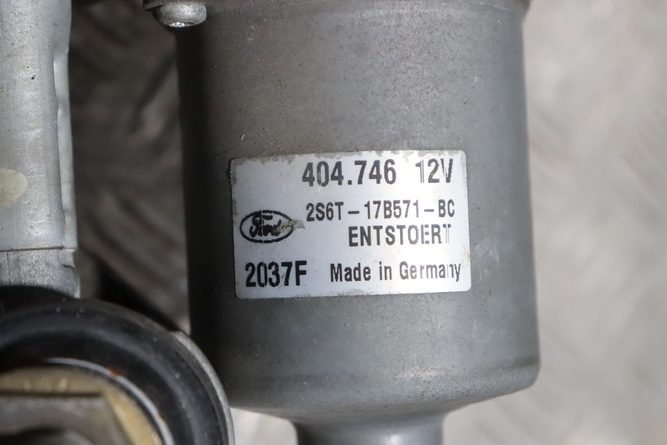 404.746 12V
2S6T-17B571-BC
Ford
ENTSTOERT
2037F Made in Germany